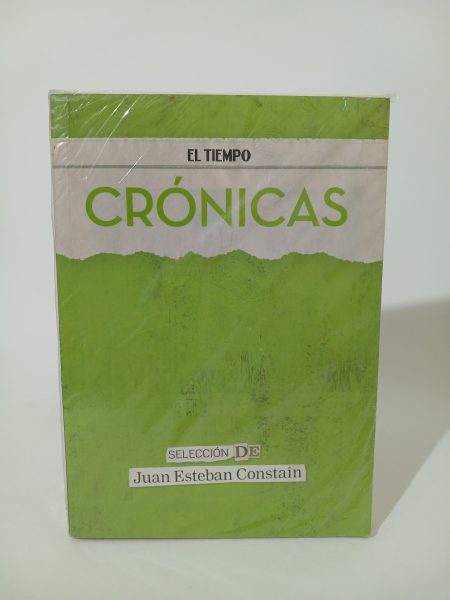 EL TIEMPO
CRÓNICAS
SELECCIÓN DE
Juan Esteban Constaín